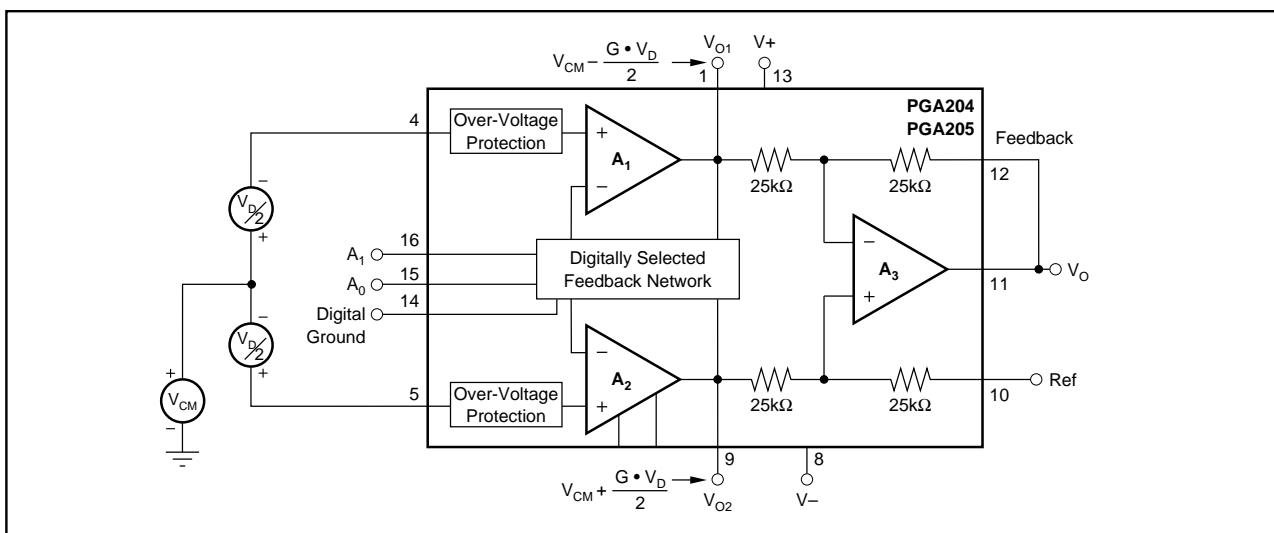 V_CM – G • V_D / 2
V_O1
1
V+
13
PGA204
PGA205
4
Over-Voltage
Protection
+
A_1
–
25kΩ
25kΩ
Feedback
12
–
V_D/2
+
A_1
16
A_0
15
Digital
Ground
14
Digitally Selected
Feedback Network
–
A_3
+
11
V_O
–
V_D/2
+
+
V_CM
–
5
Over-Voltage
Protection
–
A_2
+
25kΩ
25kΩ
10
Ref
V_CM + G • V_D / 2
9
V_O2
8
V–